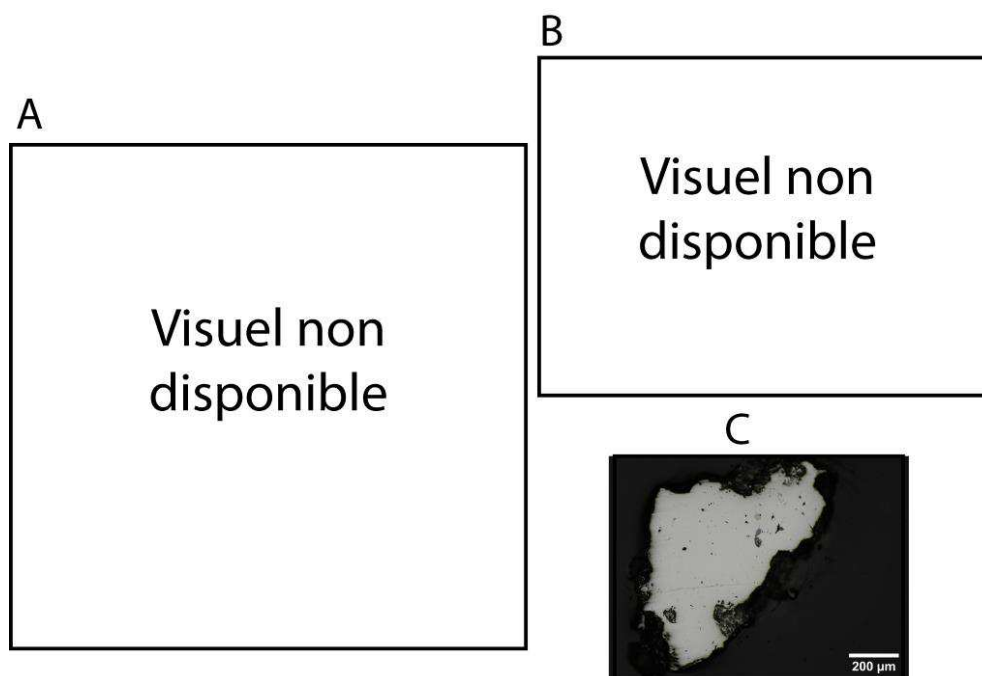 A
Visuel non
disponible
B
Visuel non
disponible
C
200 µm